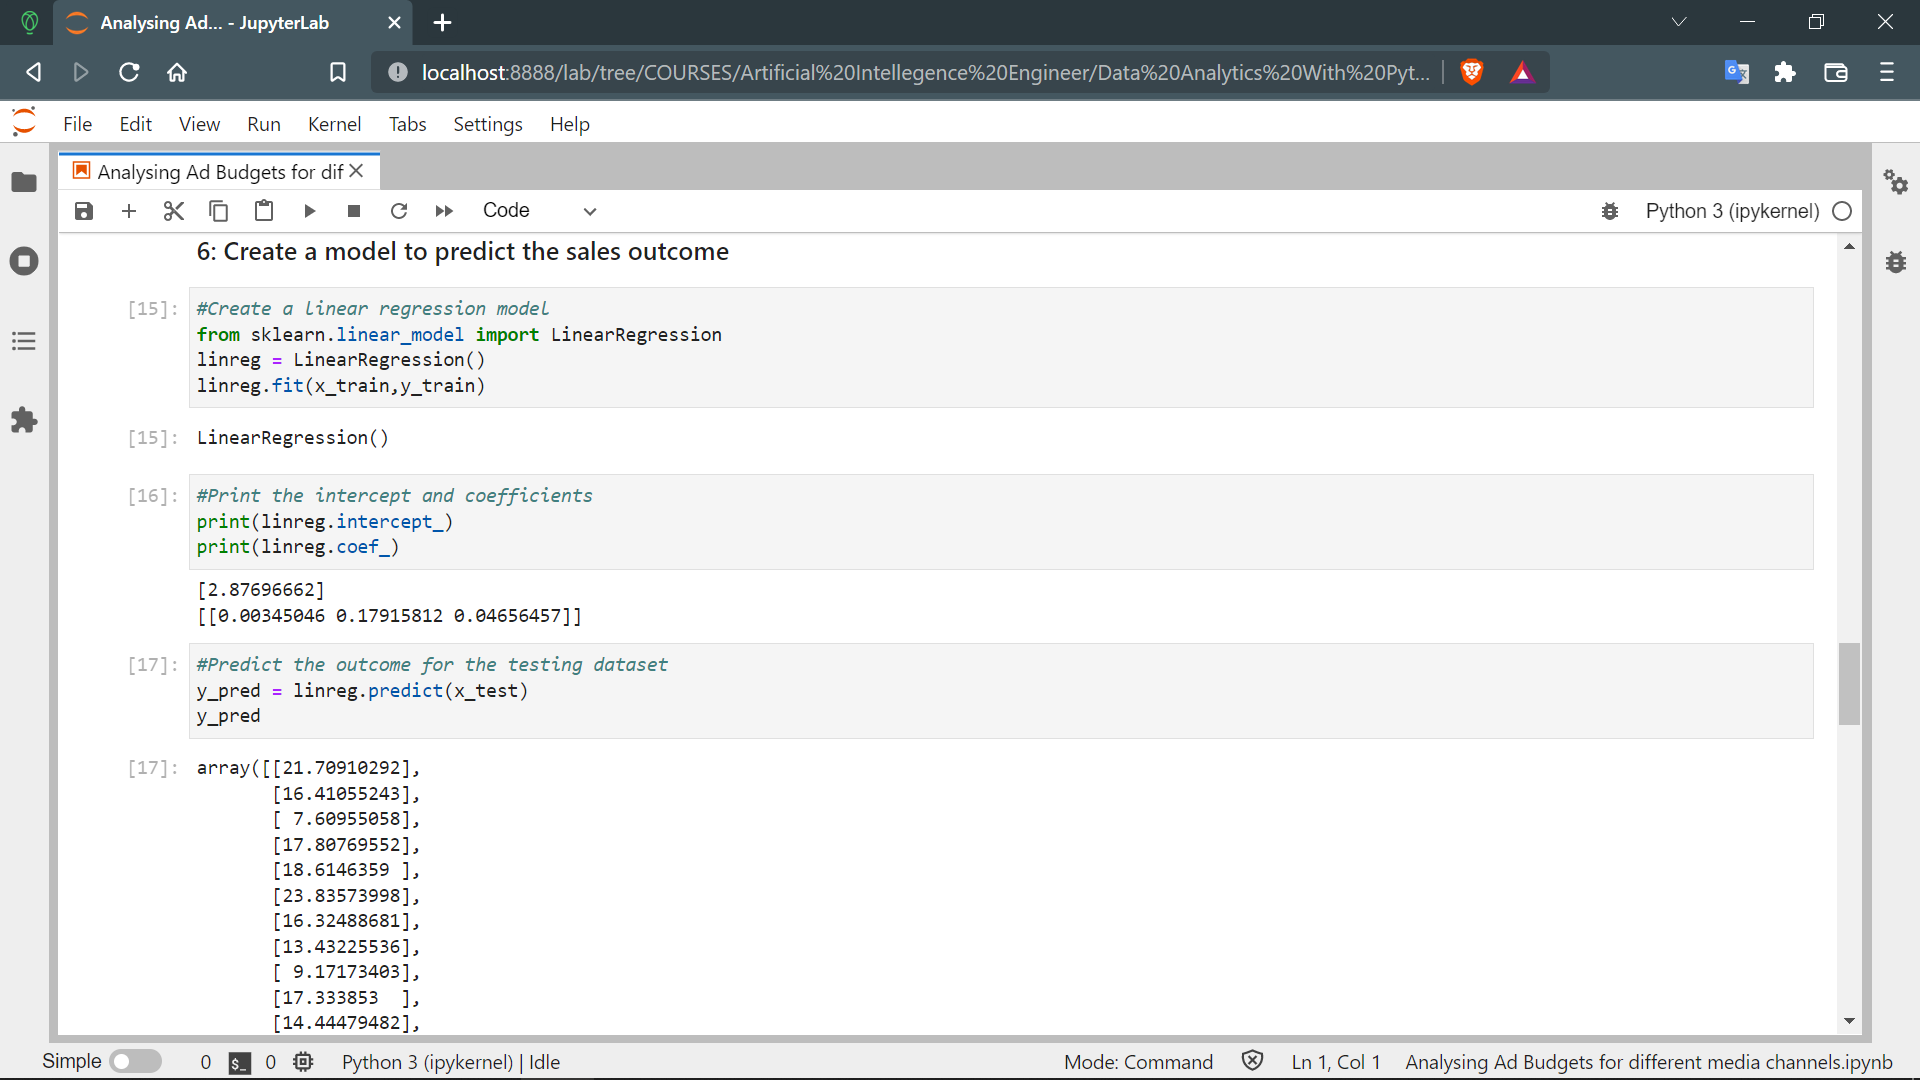 Analysing Ad... - JupyterLab
localhost:8888/lab/tree/COURSES/Artificial%20Intellegence%20Engineer/Data%20Analytics%20With%20Pyt...
File Edit View Run Kernel Tabs Settings Help
Analysing Ad Budgets for dif
Code
Python 3 (ipykernel)
6: Create a model to predict the sales outcome
[15]: #Create a linear regression model
from sklearn.linear_model import LinearRegression
linreg = LinearRegression()
linreg.fit(x_train,y_train)
[15]: LinearRegression()
[16]: #Print the intercept and coefficients
print(linreg.intercept_)
print(linreg.coef_)
[2.87696662]
[[0.00345046 0.17915812 0.04656457]]
[17]: #Predict the outcome for the testing dataset
y_pred = linreg.predict(x_test)
y_pred
[17]: array([[21.70910292],
[16.41055243],
[ 7.60955058],
[17.80769552],
[18.6146359 ],
[23.83573998],
[16.32488681],
[13.43225536],
[ 9.17173403],
[17.333853  ],
[14.44479482],
Simple 0 $_ 0 Python 3 (ipykernel) | Idle Mode: Command Ln 1, Col 1 Analysing Ad Budgets for different media channels.ipynb